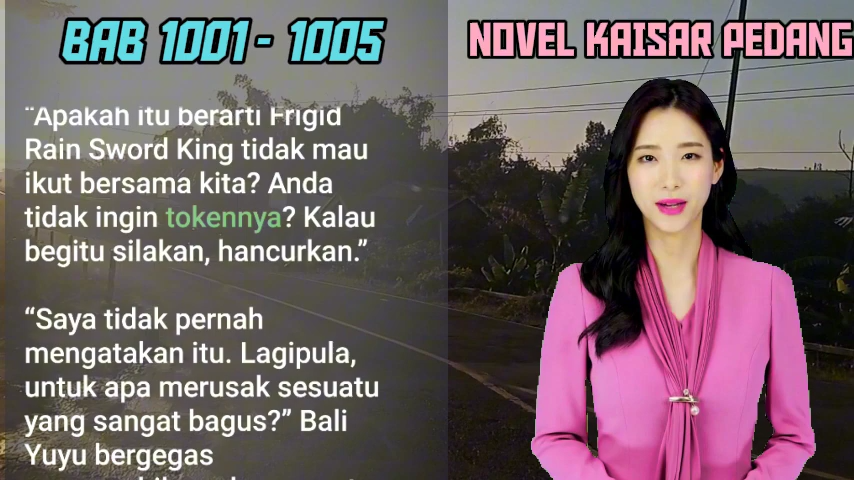 BAB 1001 - 1005
NOVEL KAISAR PEDANG
“Apakah itu berarti Frigid
Rain Sword King tidak mau
ikut bersama kita? Anda
tidak ingin tokennya? Kalau
begitu silakan, hancurkan.”
“Saya tidak pernah
mengatakan itu. Lagipula,
untuk apa merusak sesuatu
yang sangat bagus?” Bali
Yuyu bergegas